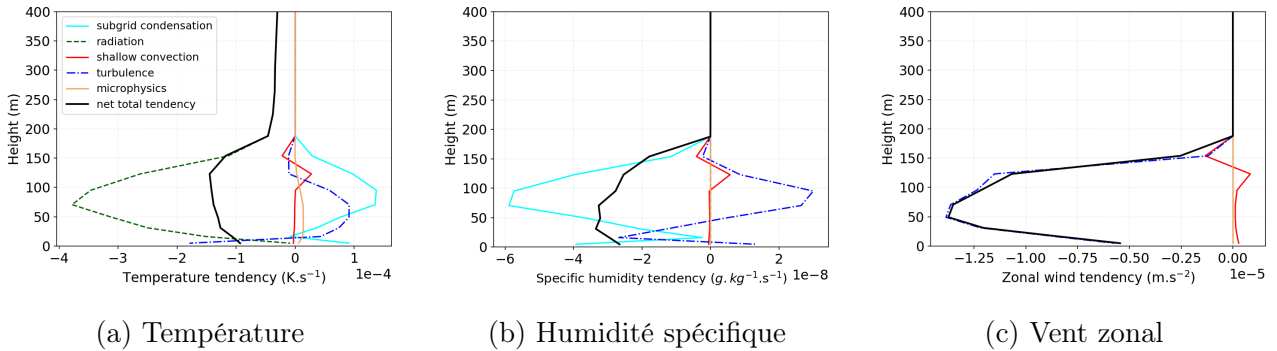 400
350
300
250
200
150
100
50
0
Height (m)
subgrid condensation
radiation
shallow convection
turbulence
microphysics
net total tendency
−4 −3 −2 −1 0 1
1e−4
Temperature tendency (K.s⁻¹)
(a) Température
400
350
300
250
200
150
100
50
0
Height (m)
−6 −4 −2 0 2
1e−8
Specific humidity tendency (g.kg⁻¹.s⁻¹)
(b) Humidité spécifique
400
350
300
250
200
150
100
50
0
Height (m)
−1.25 −1.00 −0.75 −0.50 −0.25 0.00
1e−5
Zonal wind tendency (m.s⁻²)
(c) Vent zonal